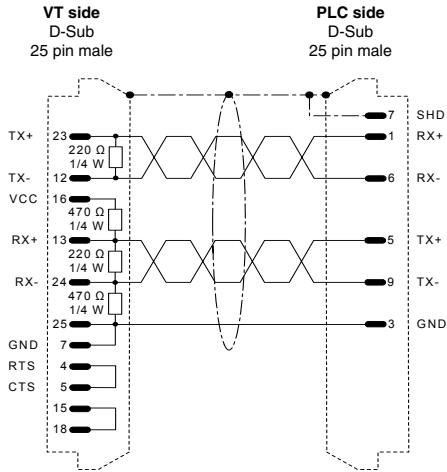 VT side
D-Sub
25 pin male
PLC side
D-Sub
25 pin male
7 SHD
TX+ 23
1 RX+
220 Ω
1/4 W
TX- 12
6 RX-
VCC 16
470 Ω
1/4 W
RX+ 13
5 TX+
220 Ω
1/4 W
RX- 24
9 TX-
470 Ω
1/4 W
25
3 GND
GND 7
RTS 4
CTS 5
15
18